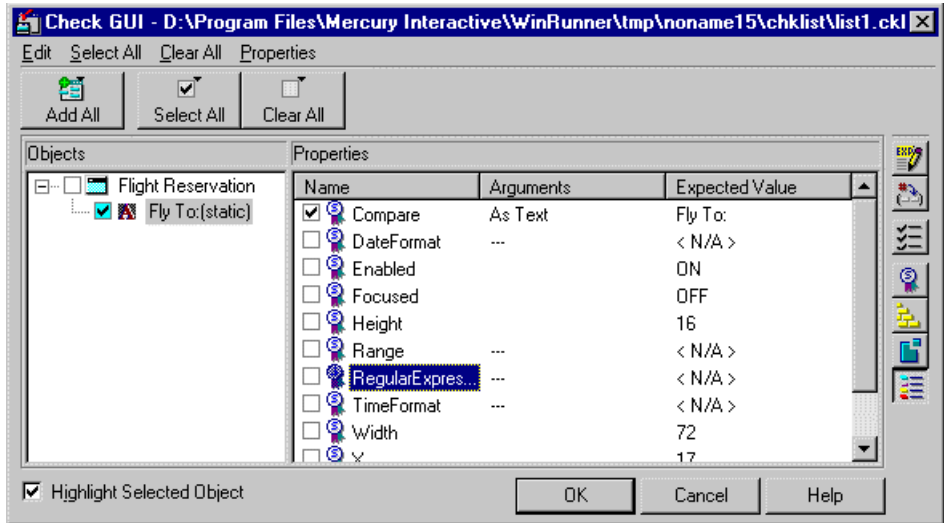 Check GUI - D:\Program Files\Mercury Interactive\WinRunner\tmp\noname15\chklist\list1.ckl
Edit Select All Clear All Properties
Add All Select All Clear All
Objects Properties
Flight Reservation
Fly To:(static)
Name Arguments Expected Value
Compare As Text Fly To:
DateFormat --- < N/A >
Enabled ON
Focused OFF
Height 16
Range --- < N/A >
RegularExpres... --- < N/A >
TimeFormat --- < N/A >
Width 72
X 17
Highlight Selected Object OK Cancel Help